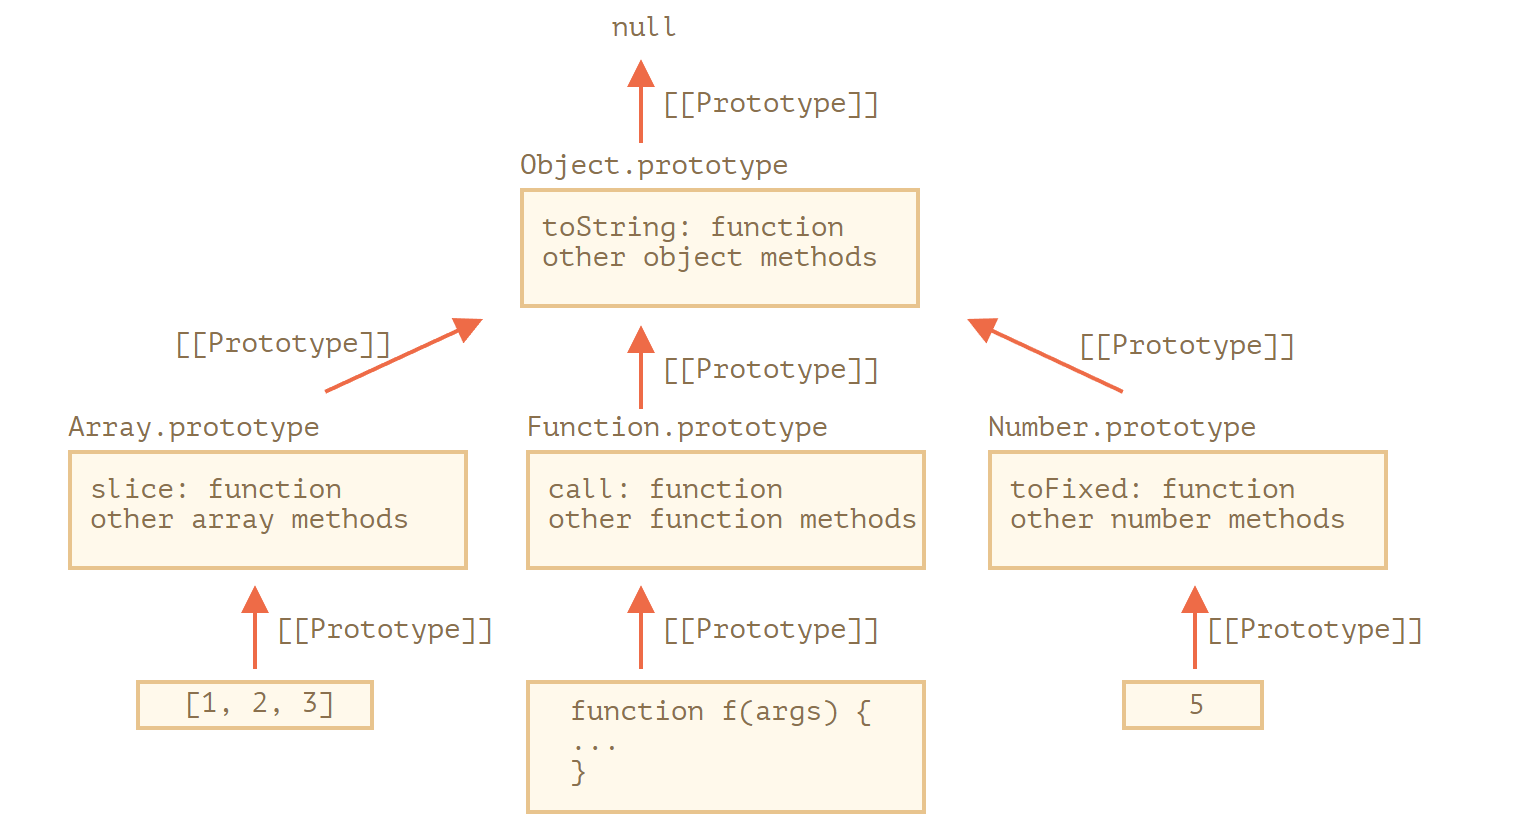 null
[[Prototype]]
Object.prototype
toString: function
other object methods
[[Prototype]]
[[Prototype]]
[[Prototype]]
Array.prototype
slice: function
other array methods
Function.prototype
call: function
other function methods
Number.prototype
toFixed: function
other number methods
[[Prototype]]
[[Prototype]]
[[Prototype]]
[1, 2, 3]
function f(args) {
...
}
5